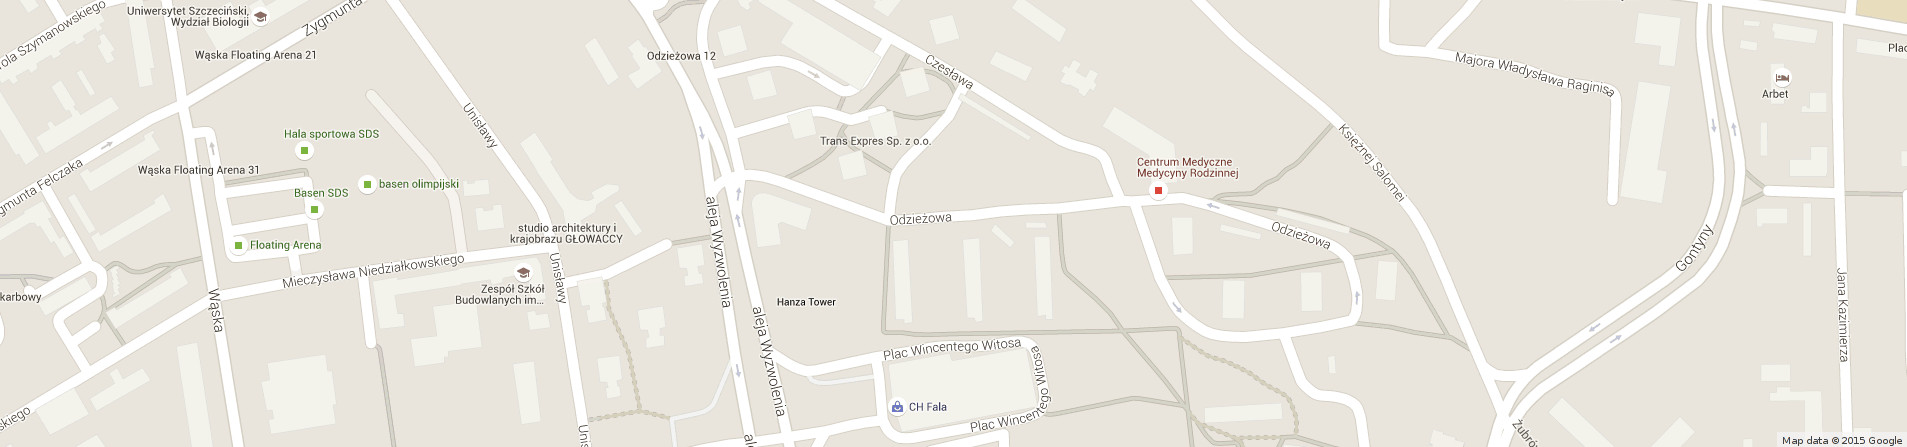 Uniwersytet Szczeciński,
Wydział Biologii
Zygmunta
ola Szymanowskiego
Wąska Floating Arena 21
Odzieżowa 12
Czesława
Majora Władysława Raginisa
Plac
Arbet
Unisławy
Hala sportowa SDS
Trans Expres Sp. z o.o.
Księżnej Salomei
Centrum Medyczne
Medycyny Rodzinnej
Wąska Floating Arena 31
gmunta Felczaka
basen olimpijski
Basen SDS
studio architektury i
krajobrazu GŁOWACCY
aleja Wyzwolenia
Odzieżowa
Odzieżowa
Floating Arena
Gontyny
Mieczysława Niedziałkowskiego
Unisławy
Zespół Szkół
Budowlanych im...
karbowy
Wąska
Hanza Tower
aleja Wyzwolenia
Jana Kazimierza
Plac Wincentego Witosa
Witosa
CH Fala
Plac Wincentego
skiego
Unis
al
Żubró
Map data © 2015 Google